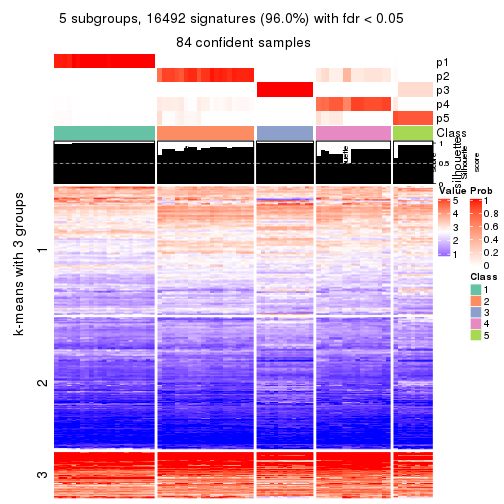 5 subgroups, 16492 signatures (96.0%) with fdr < 0.05
84 confident samples
p1
p2
p3
p4
p5
Class
1
0.5
0
silhouette
Silhouette
score
k-means with 3 groups
1
2
3
Value
5
4
3
2
1
Prob
1
0.8
0.6
0.4
0.2
0
Class
1
2
3
4
5